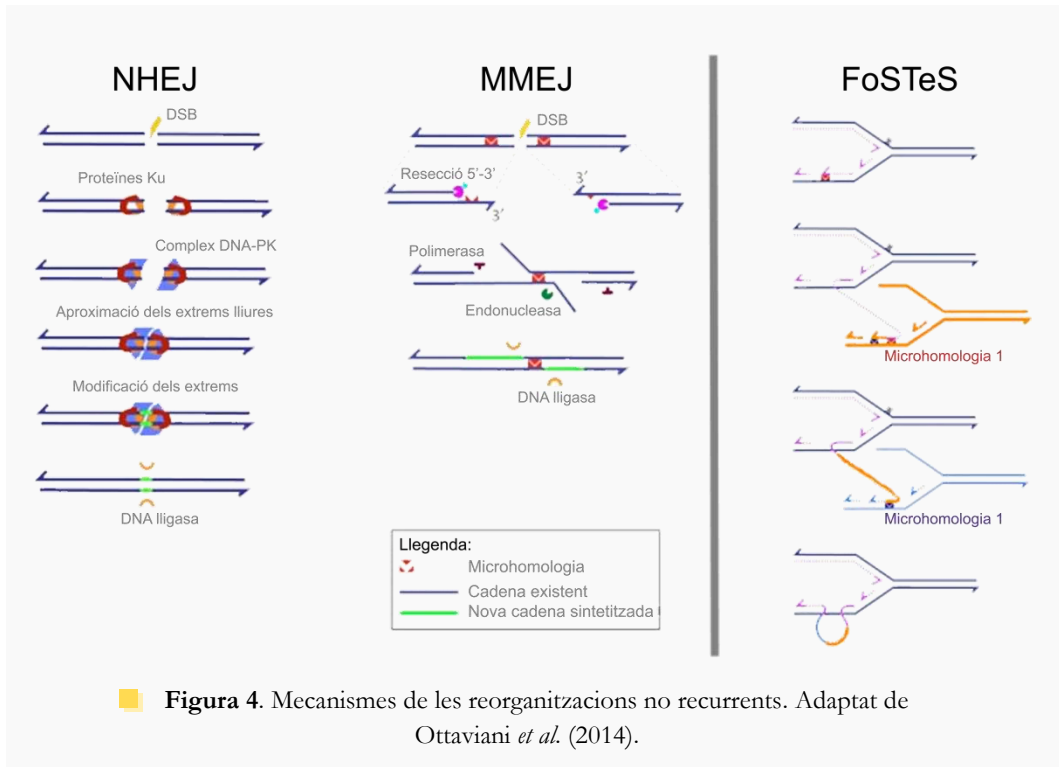 NHEJ
DSB
Proteïnes Ku
Complex DNA-PK
Aproximació dels extrems lliures
Modificació dels extrems
DNA lligasa
MMEJ
DSB
Resecció 5'-3'
3′
3′
Polimerasa
Endonucleasa
DNA lligasa
Llegenda:
Microhomologia
Cadena existent
Nova cadena sintetitzada
FoSTeS
Microhomologia 1
Microhomologia 1
Figura 4. Mecanismes de les reorganitzacions no recurrents. Adaptat de
Ottaviani et al. (2014).